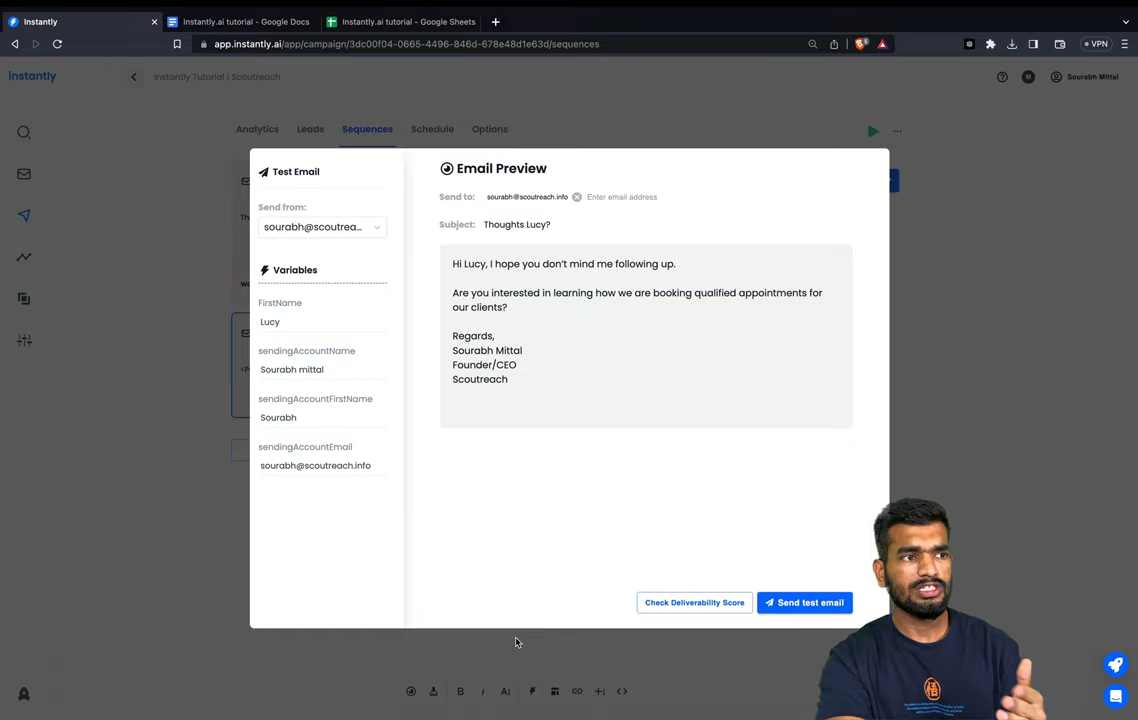 Instantly
Instantly.ai tutorial - Google Docs
Instantly.ai tutorial - Google Sheets
app.instantly.ai/app/campaign/3dc00f04-0665-4496-846d-678e48d1e63d/sequences
VPN
instantly
Instantly Tutorial | Scoutreach
M
Sourabh Mittal
Analytics
Leads
Sequences
Schedule
Options
Test Email
Send from:
sourabh@scoutrea...
Variables
FirstName
Lucy
sendingAccountName
Sourabh mittal
sendingAccountFirstName
Sourabh
sendingAccountEmail
sourabh@scoutreach.info
Email Preview
Send to:
sourabh@scoutreach.info
Enter email address
Subject:
Thoughts Lucy?
Hi Lucy, I hope you don't mind me following up.
Are you interested in learning how we are booking qualified appointments for
our clients?
Regards,
Sourabh Mittal
Founder/CEO
Scoutreach
Check Deliverability Score
Send test email
B
i
AI